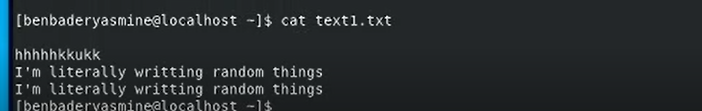 [benbaderyasmine@localhost ~]$ cat text1.txt
hhhhhkkukk
I'm literally writting random things
I'm literally writting random things
[benbaderyasmine@localhost ~]$